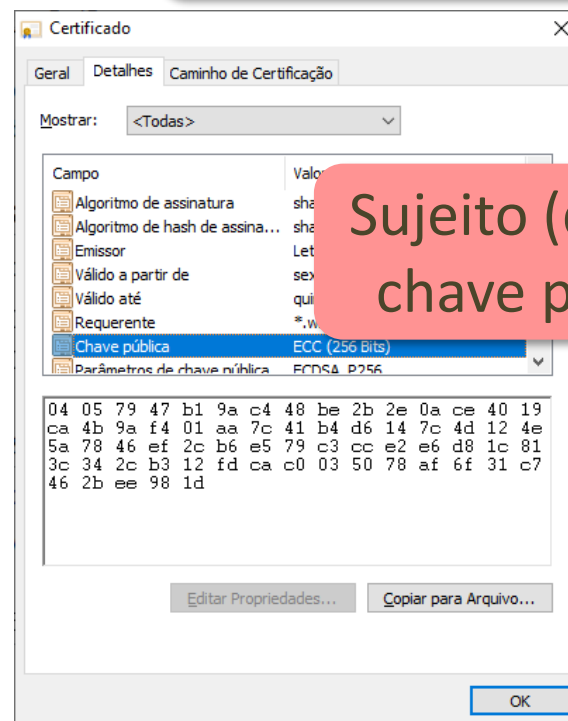 Certificado
Geral Detalhes Caminho de Certificação
Mostrar: <Todas>
Campo
Algoritmo de assinatura sha
Algoritmo de hash de assina... sha
Emissor Let
Válido a partir de sex
Válido até
Requerente *.w
Chave pública ECC (256 Bits)
Parâmetros de chave pública ECDSA_P256
Sujeito (
chave p
04 05 79 47 b1 9a c4 48 be 2b 2e 0a ce 40 19
ca 4b 9a f4 01 aa 7c 41 b4 d6 14 7c 4d 12 4e
5a 78 46 ef 2c b6 e5 79 c3 cc e2 e6 d8 1c 81
3c 34 2c b3 12 fd ca c0 03 50 78 af 6f 31 c7
46 2b ee 98 1d
Editar Propriedades... Copiar para Arquivo...
OK